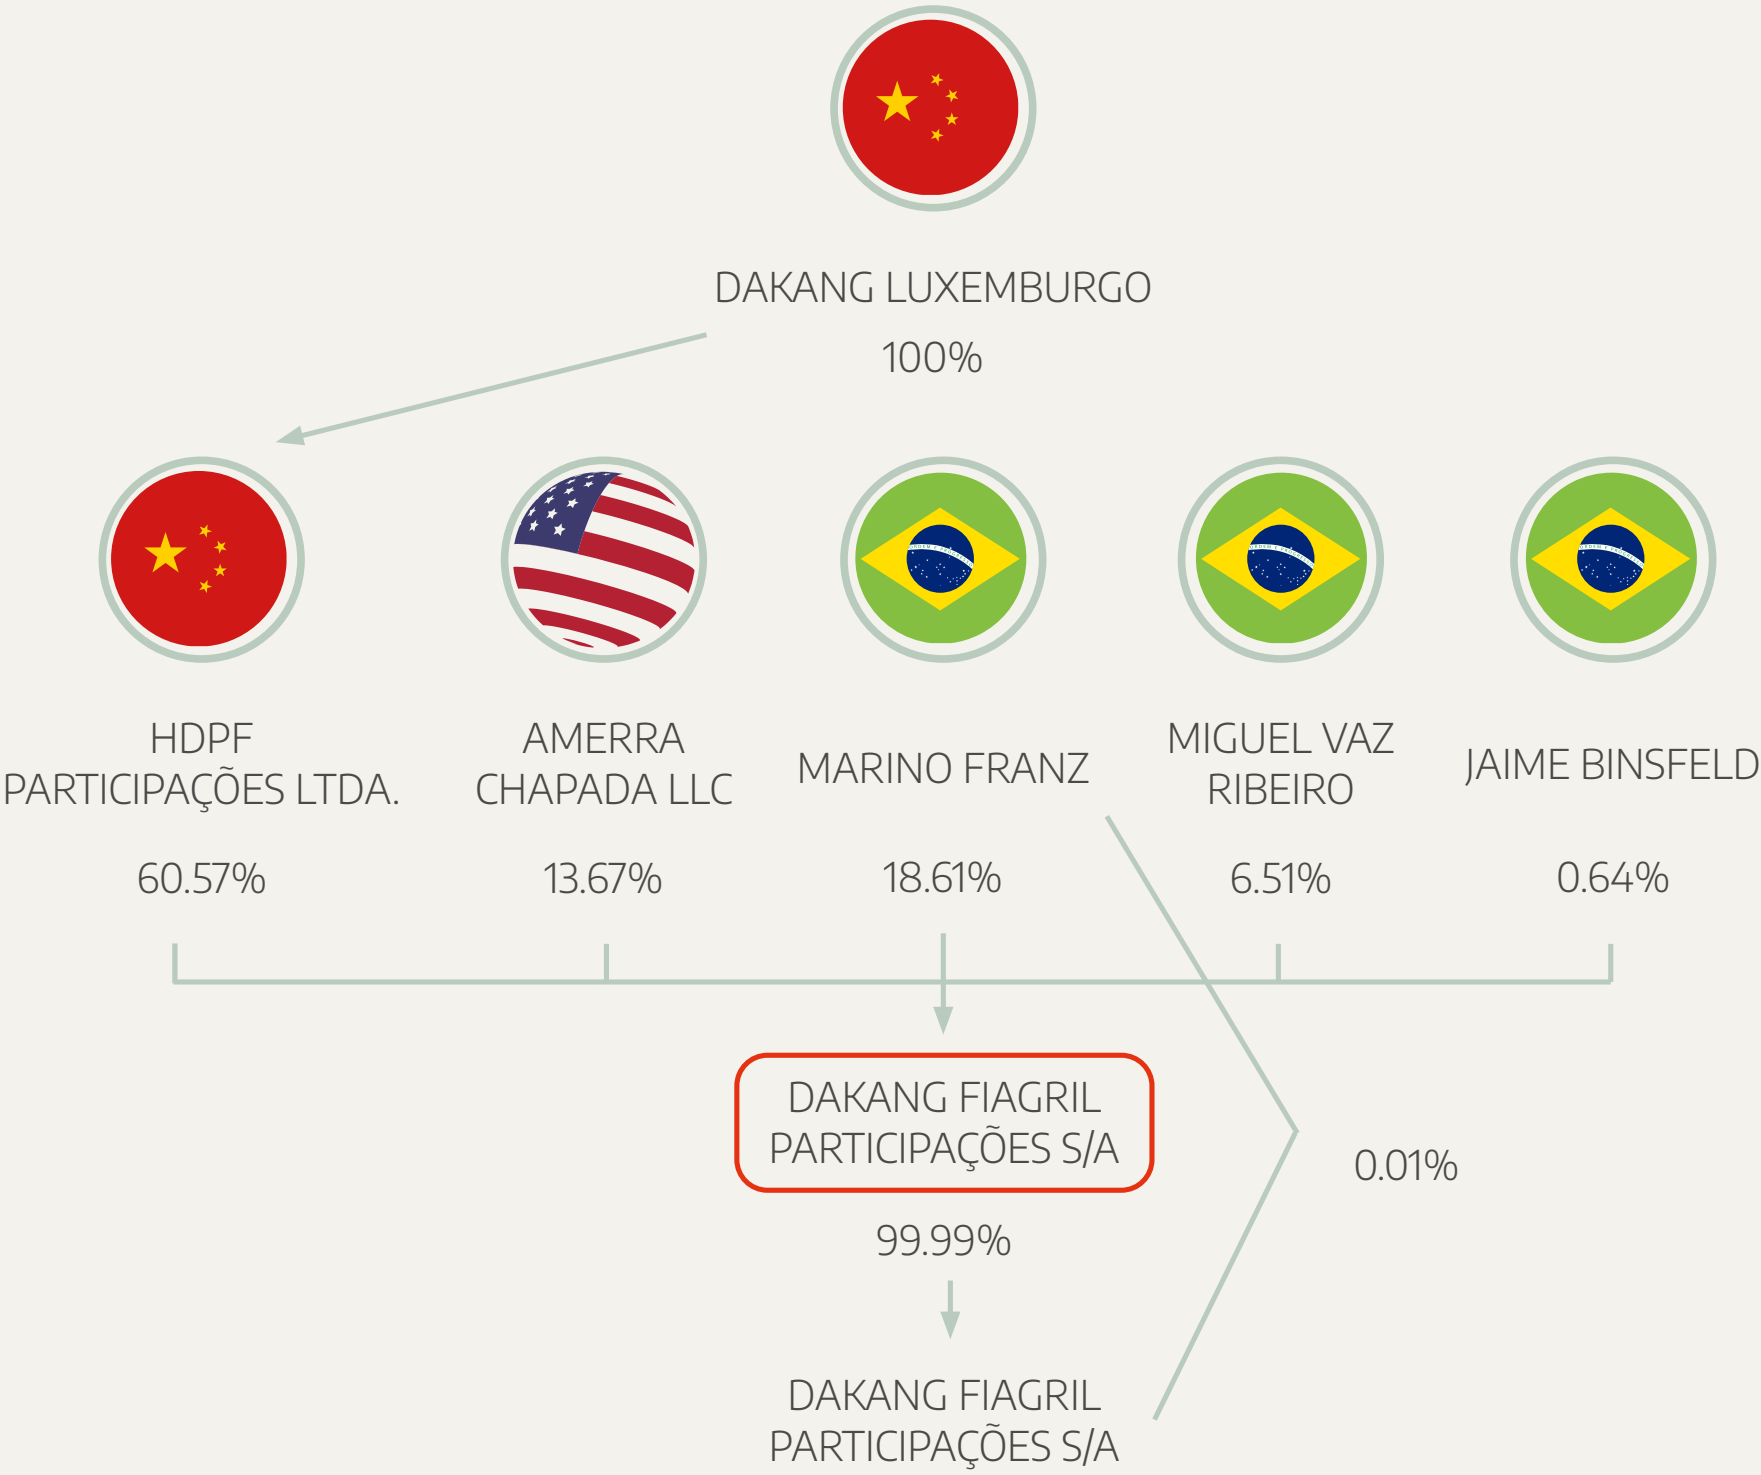 DAKANG LUXEMBURGO
100%
HDPF
PARTICIPAÇÕES LTDA.
60.57%
AMERRA
CHAPADA LLC
13.67%
MARINO FRANZ
18.61%
MIGUEL VAZ
RIBEIRO
6.51%
JAIME BINSFELD
0.64%
DAKANG FIAGRIL
PARTICIPAÇÕES S/A
99.99%
0.01%
DAKANG FIAGRIL
PARTICIPAÇÕES S/A